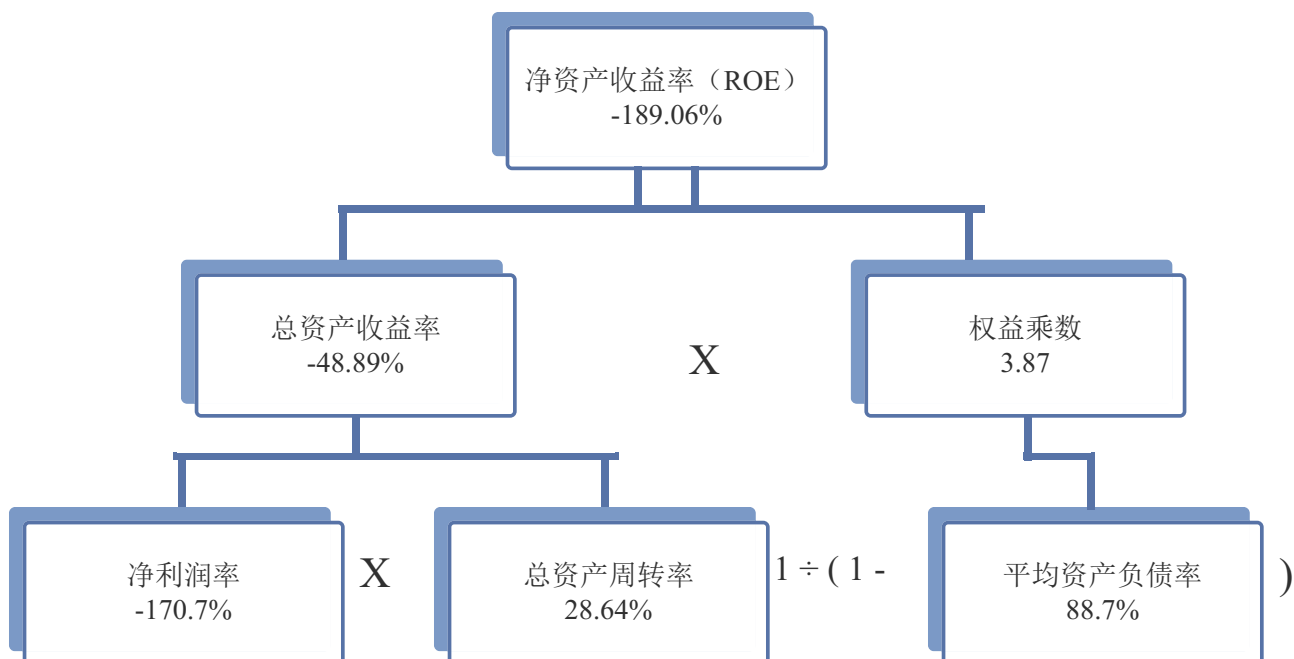 净资产收益率（ROE）
-189.06%
总资产收益率
-48.89%
X
权益乘数
3.87
净利润率
-170.7%
X
总资产周转率
28.64%
1 ÷ ( 1 -
平均资产负债率
88.7%
)